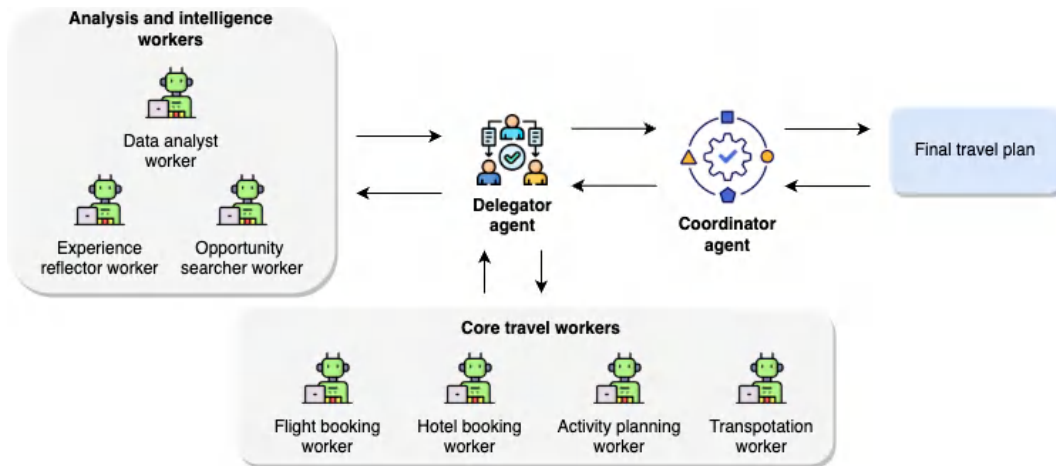 Analysis and intelligence
workers
Data analyst
worker
Experience
reflector worker
Opportunity
searcher worker
Delegator
agent
Coordinator
agent
Final travel plan
Core travel workers
Flight booking
worker
Hotel booking
worker
Activity planning
worker
Transpotation
worker